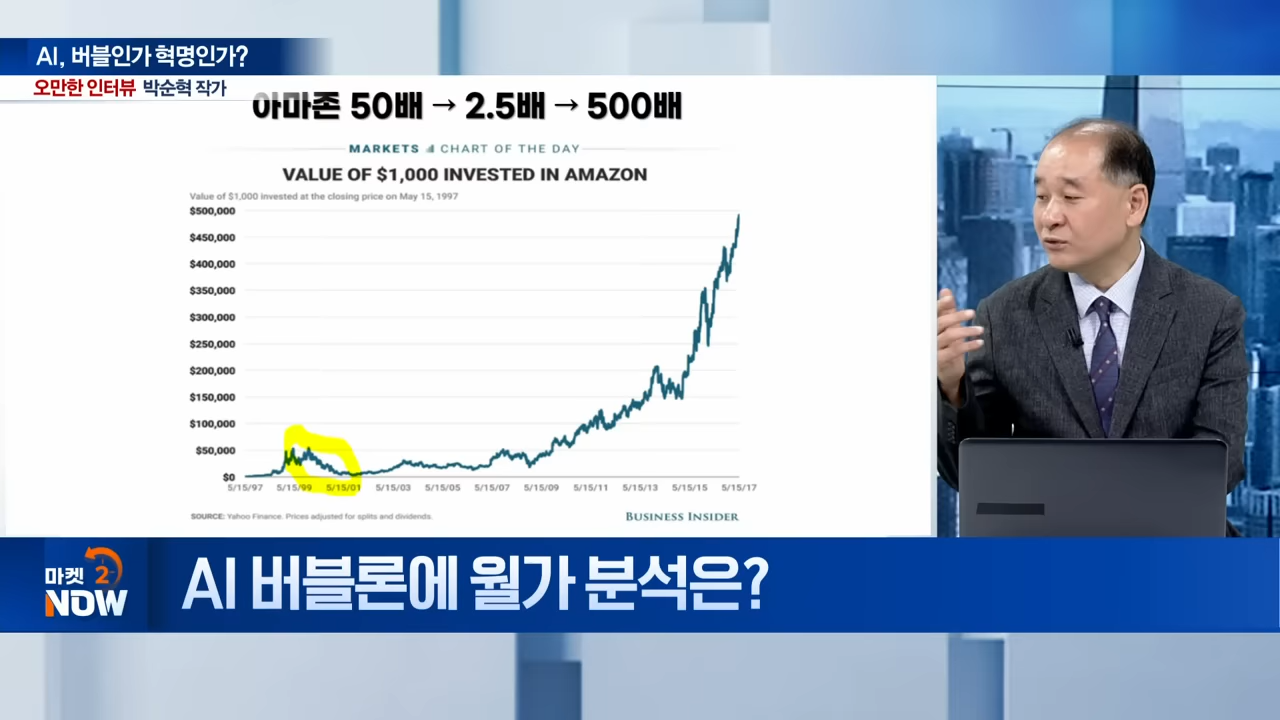 AI, 버블인가 혁명인가?
오만한 인터뷰 박순혁 작가
아마존 50배 → 2.5배 → 500배
MARKETS CHART OF THE DAY
VALUE OF $1,000 INVESTED IN AMAZON
Value of $1,000 invested at the closing price on May 15, 1997
$500,000
$450,000
$400,000
$350,000
$300,000
$250,000
$200,000
$150,000
$100,000
$50,000
$0
5/15/97 5/15/99 5/15/01 5/15/03 5/15/05 5/15/07 5/15/09 5/15/11 5/15/13 5/15/15 5/15/17
SOURCE: Yahoo Finance. Prices adjusted for splits and dividends.
BUSINESS INSIDER
마켓 2
NOW
AI 버블론에 월가 분석은?